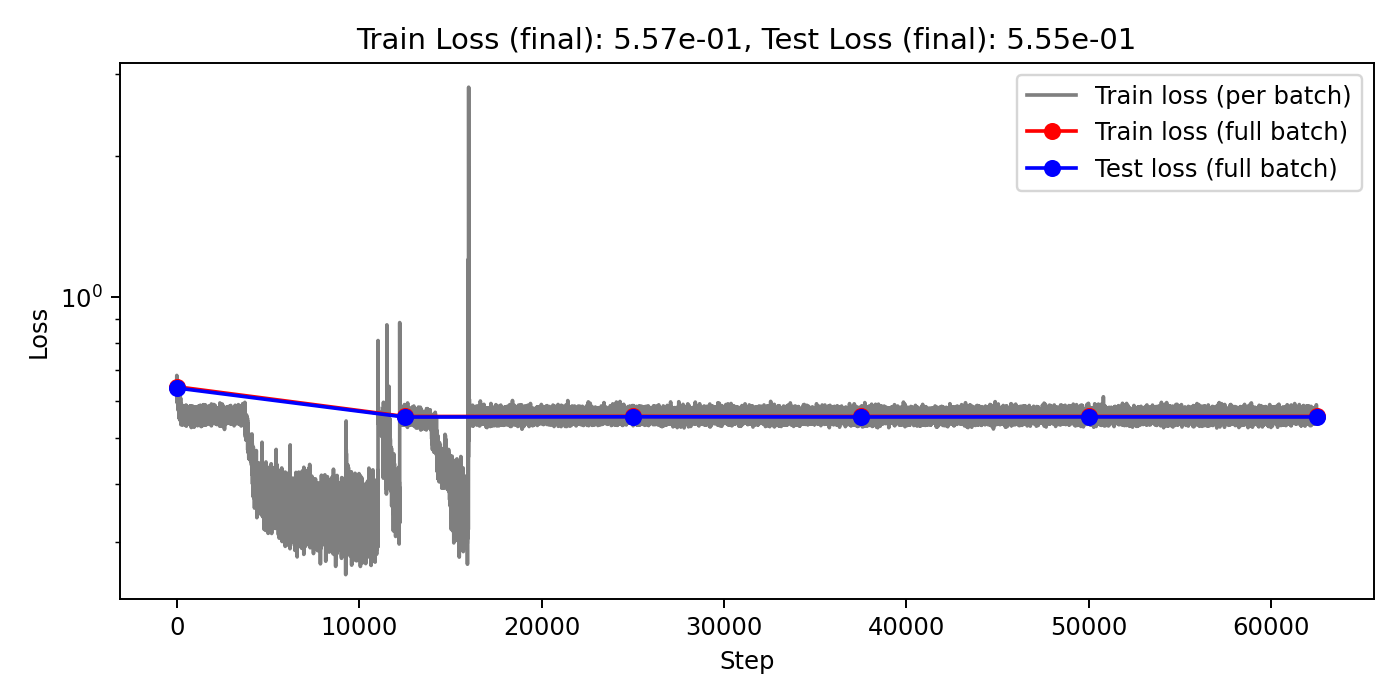 Train Loss (final): 5.57e-01, Test Loss (final): 5.55e-01
Train loss (per batch)
Train loss (full batch)
Test loss (full batch)
10⁰
Loss
0 10000 20000 30000 40000 50000 60000
Step